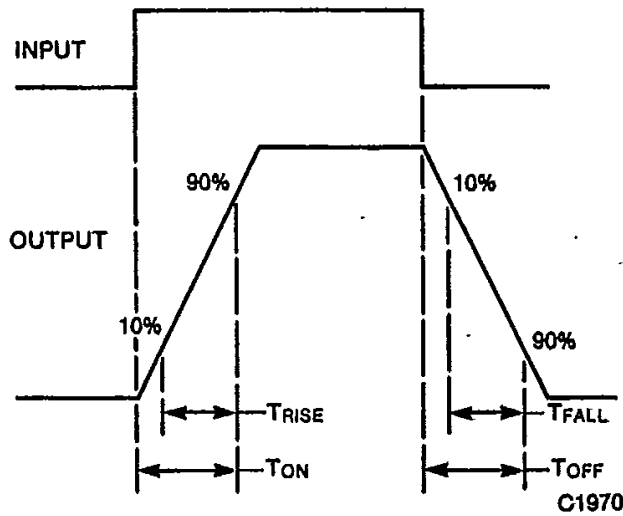 INPUT
90%
10%
OUTPUT
10%
90%
TRISE
TFALL
TON
TOFF
C1970